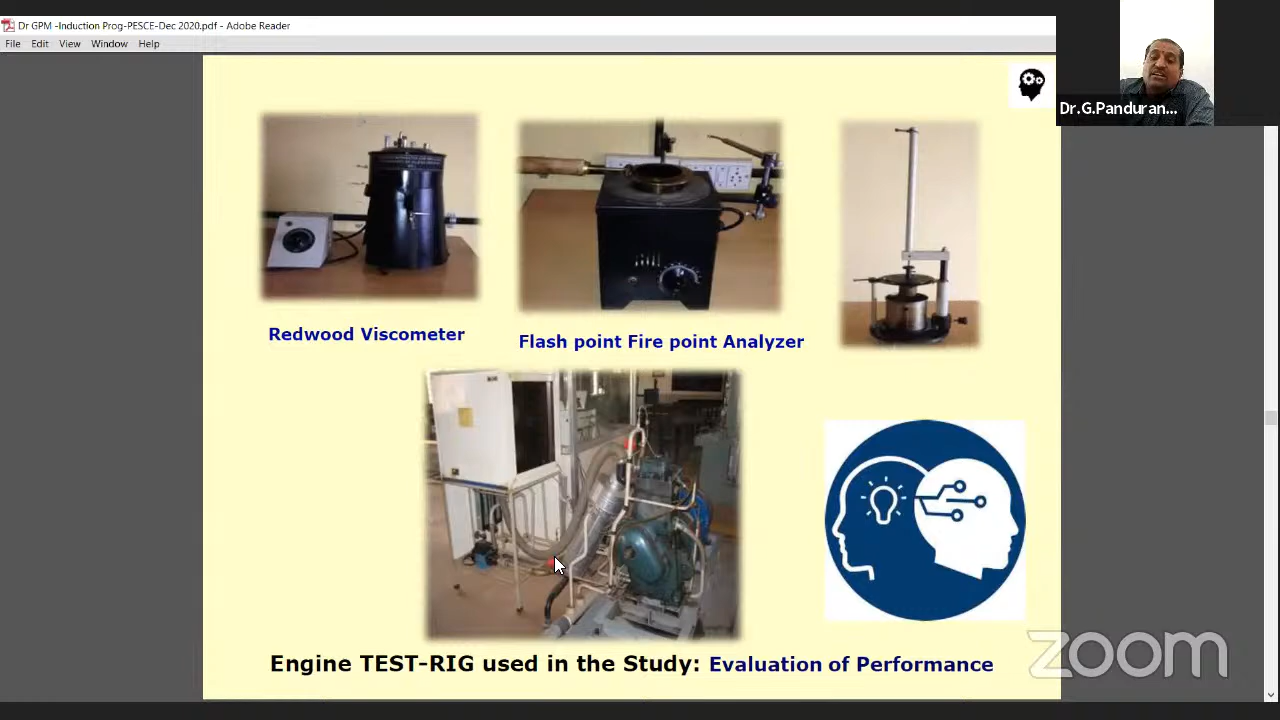 Dr GPM -Induction Prog-PESCE-Dec 2020.pdf - Adobe Reader
File Edit View Window Help
Dr.G.Panduran...
Redwood Viscometer
Flash point Fire point Analyzer
Engine TEST-RIG used in the Study: Evaluation of Performance
zoom